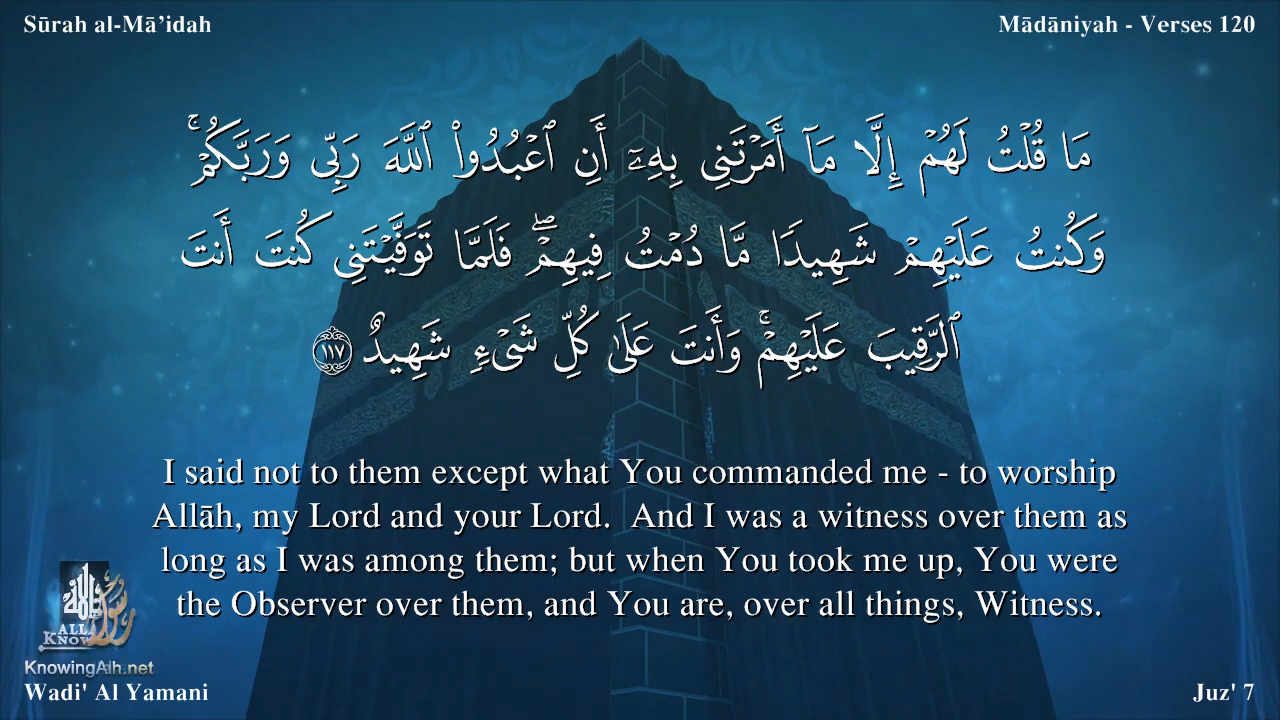 Sūrah al-Mā’idah
Mādāniyah - Verses 120
مَا قُلْتُ لَهُمْ إِلَّا مَآ أَمَرْتَنِى بِهِۦٓ أَنِ ٱعْبُدُوا۟ ٱللَّهَ رَبِّى وَرَبَّكُمْ ۚ
وَكُنتُ عَلَيْهِمْ شَهِيدًا مَّا دُمْتُ فِيهِمْ ۖ فَلَمَّا تَوَفَّيْتَنِى كُنتَ أَنتَ
ٱلرَّقِيبَ عَلَيْهِمْ ۚ وَأَنتَ عَلَىٰ كُلِّ شَىْءٍ شَهِيدٌ ١١٧
I said not to them except what You commanded me - to worship
Allāh, my Lord and your Lord.  And I was a witness over them as
long as I was among them; but when You took me up, You were
the Observer over them, and You are, over all things, Witness.
Wadi' Al Yamani
Juz' 7